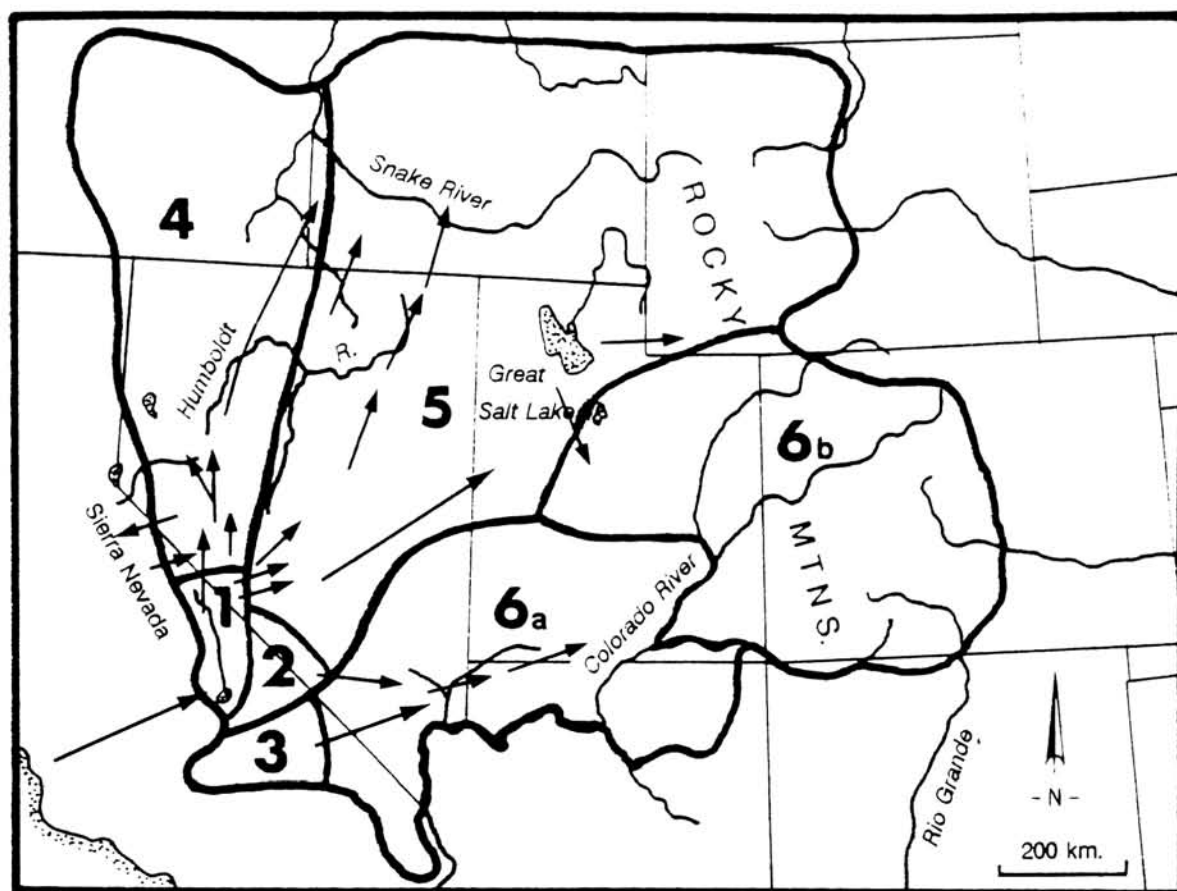 Snake River
ROCKY
4
Humboldt
R.
Great
Salt Lake
5
6b
Sierra Nevada
MTNS.
1
6a
Colorado River
2
3
Rio Grande
- N -
200 km.